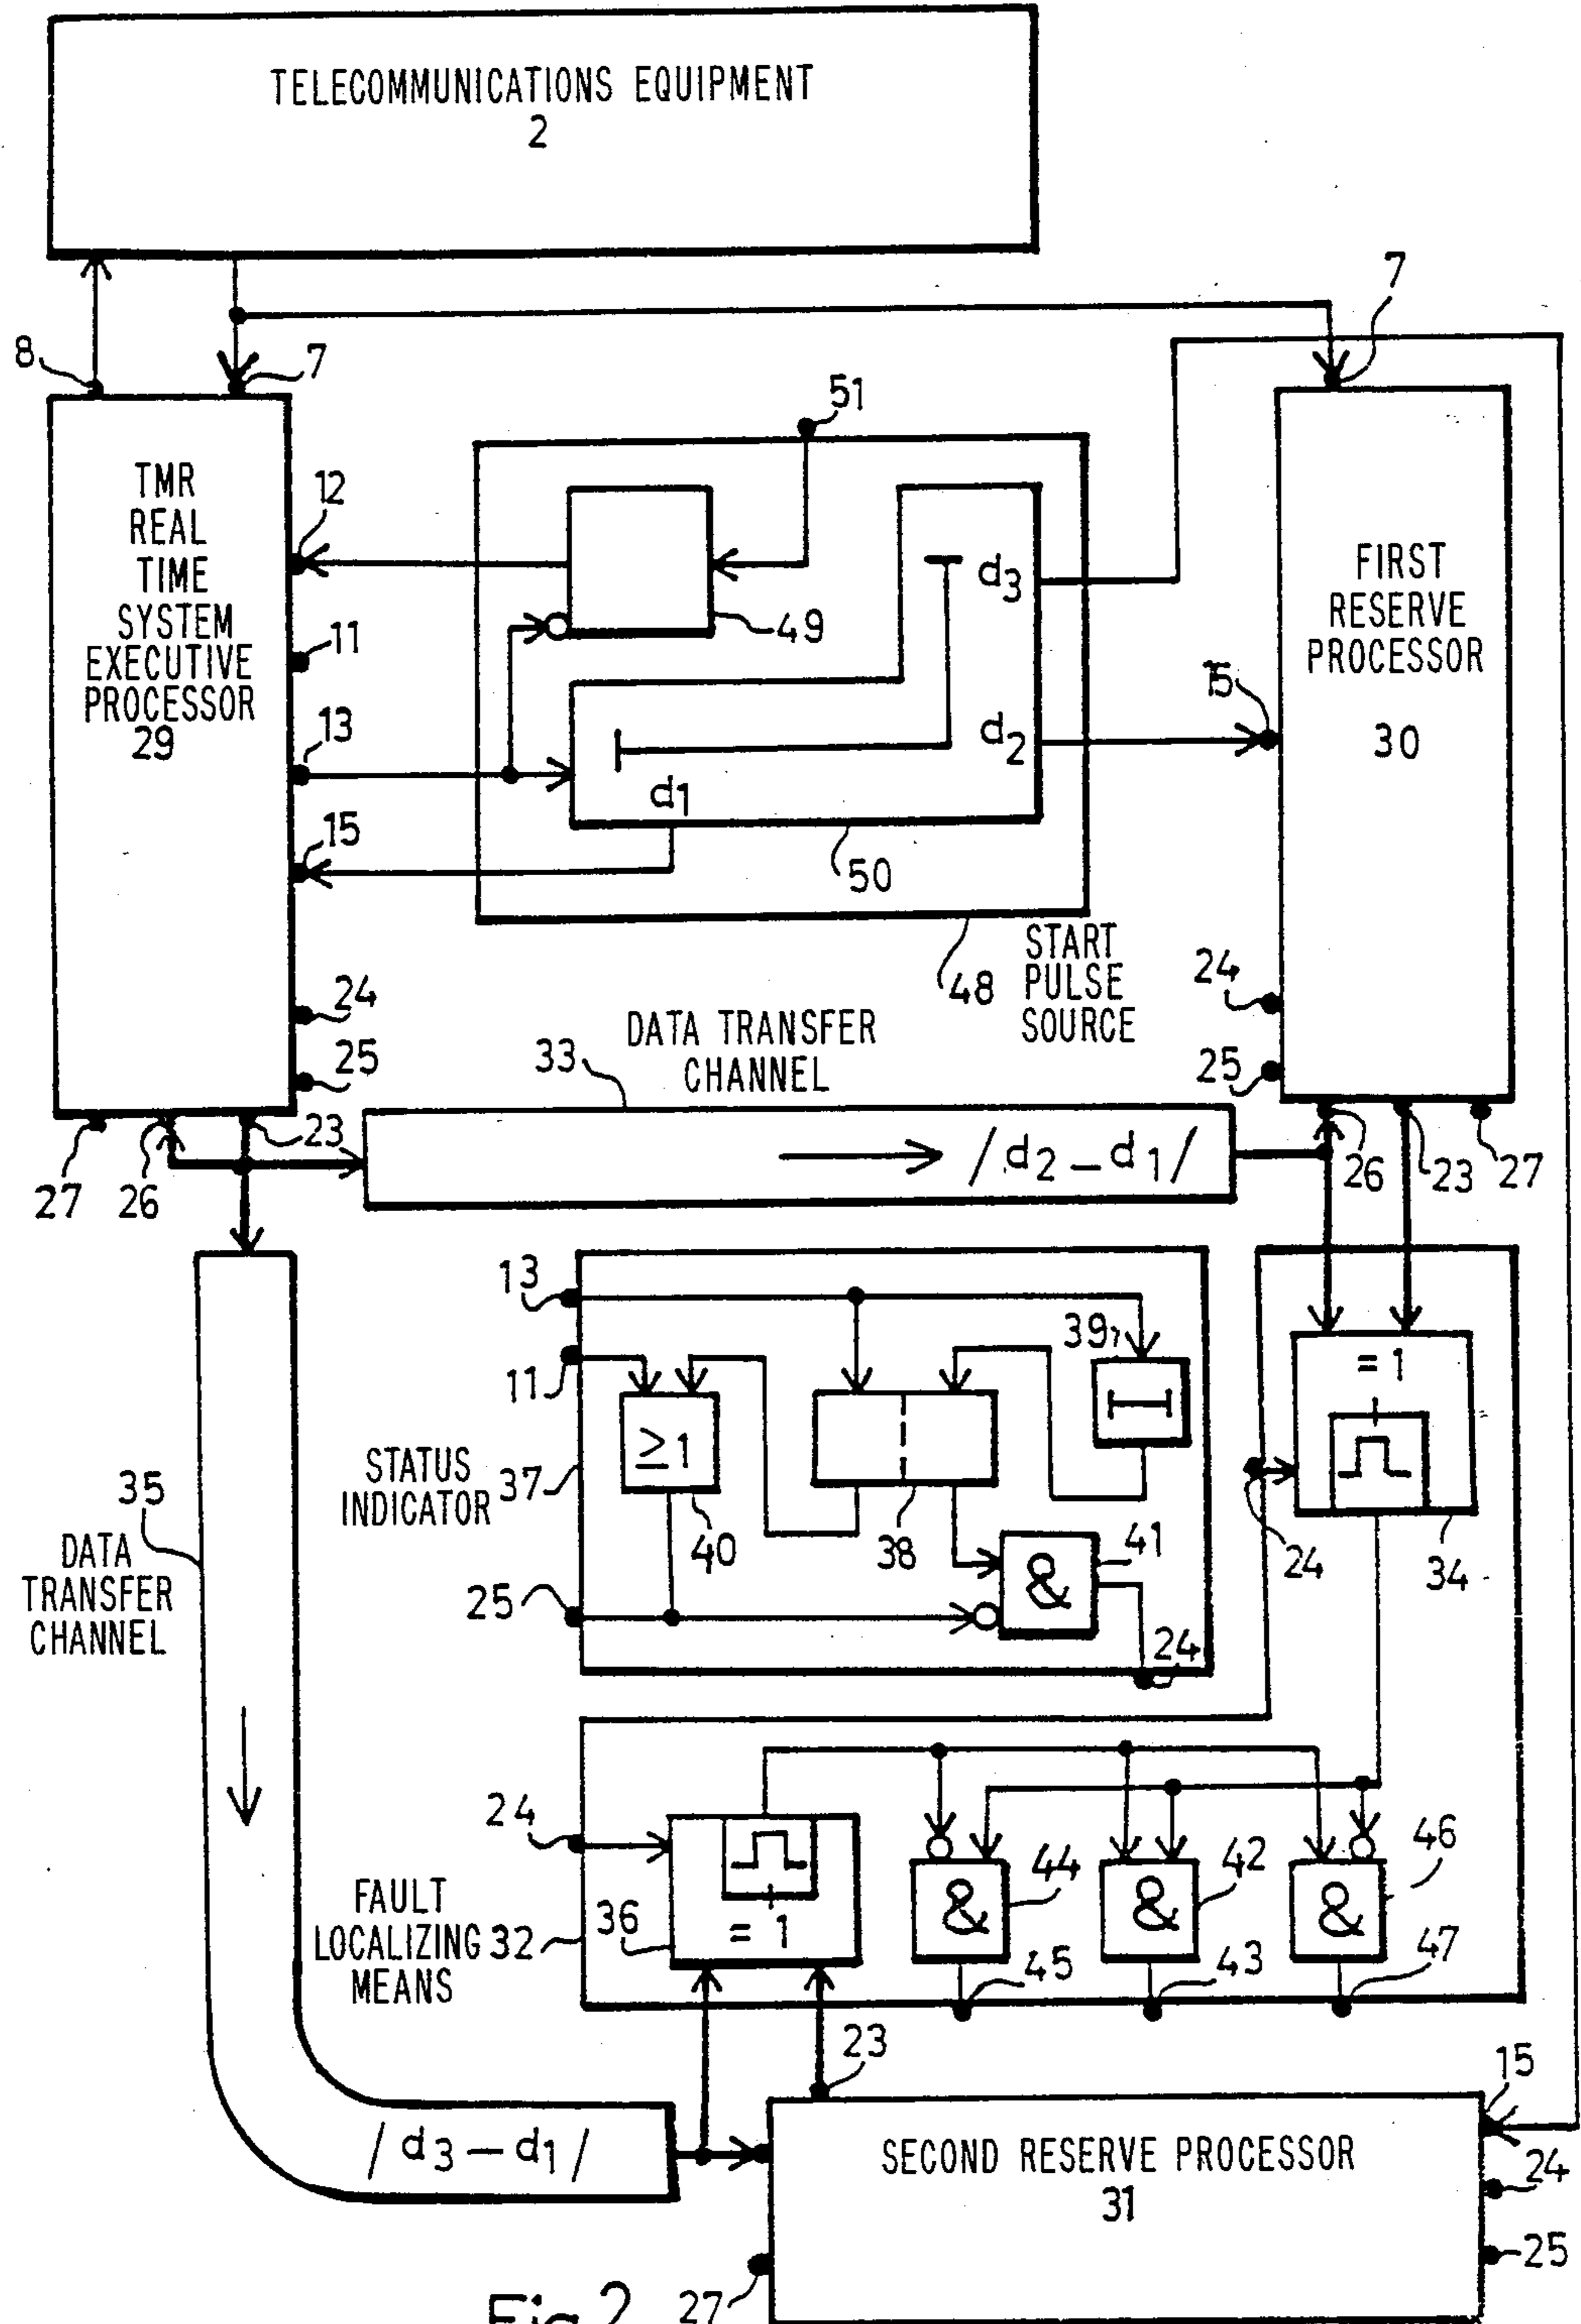 TELECOMMUNICATIONS EQUIPMENT
2
8
7
7
51
TMR
REAL
TIME
SYSTEM
EXECUTIVE
PROCESSOR
29
12
11
13
15
24
25
49
d3
d2
d1
50
48
START
PULSE
SOURCE
FIRST
RESERVE
PROCESSOR
30
15
24
25
DATA TRANSFER
CHANNEL
33
27
26
23
/d2 - d1/
26
23
27
13
11
39
≥1
40
38
& 41
25
24
STATUS
INDICATOR 37
= 1
24
34
35
DATA
TRANSFER
CHANNEL
24
36
= 1
& 44
& 42
& 46
45
43
47
FAULT
LOCALIZING 32
MEANS
23
15
/d3 - d1/
SECOND RESERVE PROCESSOR
31
24
25
27
Fig.2